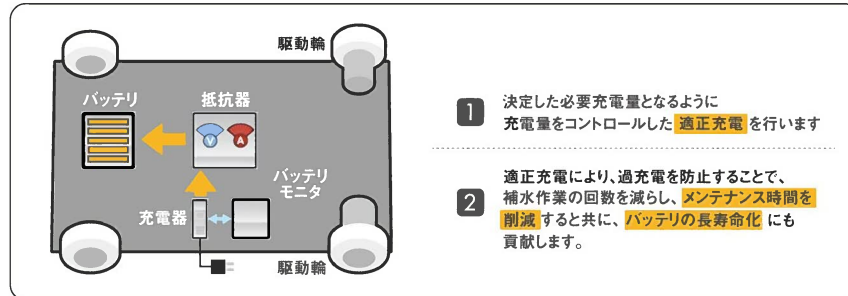 駆動輪
バッテリ
抵抗器
V
A
バッテリ
モニタ
充電器
駆動輪
1
決定した必要充電量となるように
充電量をコントロールした 適正充電 を行います
2
適正充電により、過充電を防止することで、
補水作業の回数を減らし、メンテナンス時間を
削減 すると共に、バッテリの長寿命化 にも
貢献します。